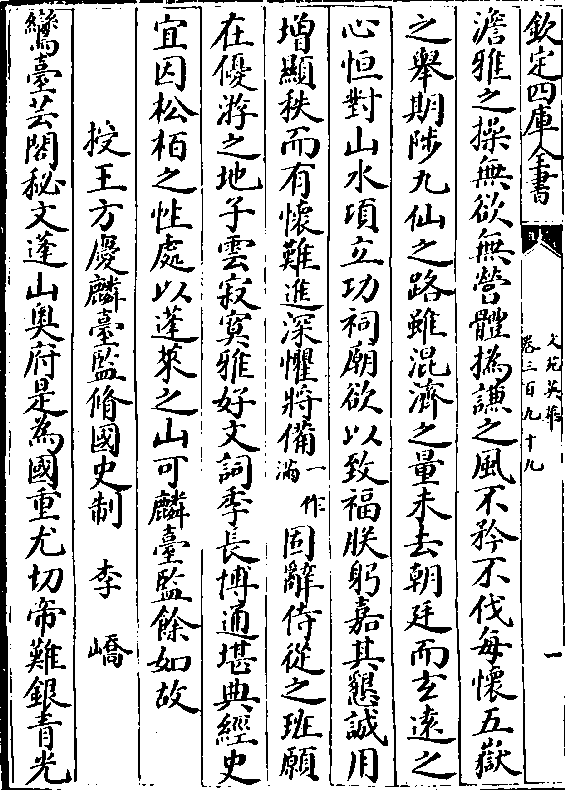 欽定四庫全書
文苑英華
卷三百九十九
一
澹雅之操無欲無營體撝謙之風不矜不伐每懷五嶽
之舉期陟九仙之路雖混濟之量未去朝廷而玄遠之
心恒對山水項立功祠廟欲以致福朕躬嘉其懇誠用
增顯秩而有懷難進深懼將備一作滿固辭侍從之班願
在優游之地子雲寂寞雅好文詞季長博通堪典經史
宜因松栢之性處以蓬萊之山可麟臺監餘如故
授王方慶麟臺監脩國史制 李嶠
鸞臺芸閣秘文蓬山奥府是為國重尤切帝難銀青光